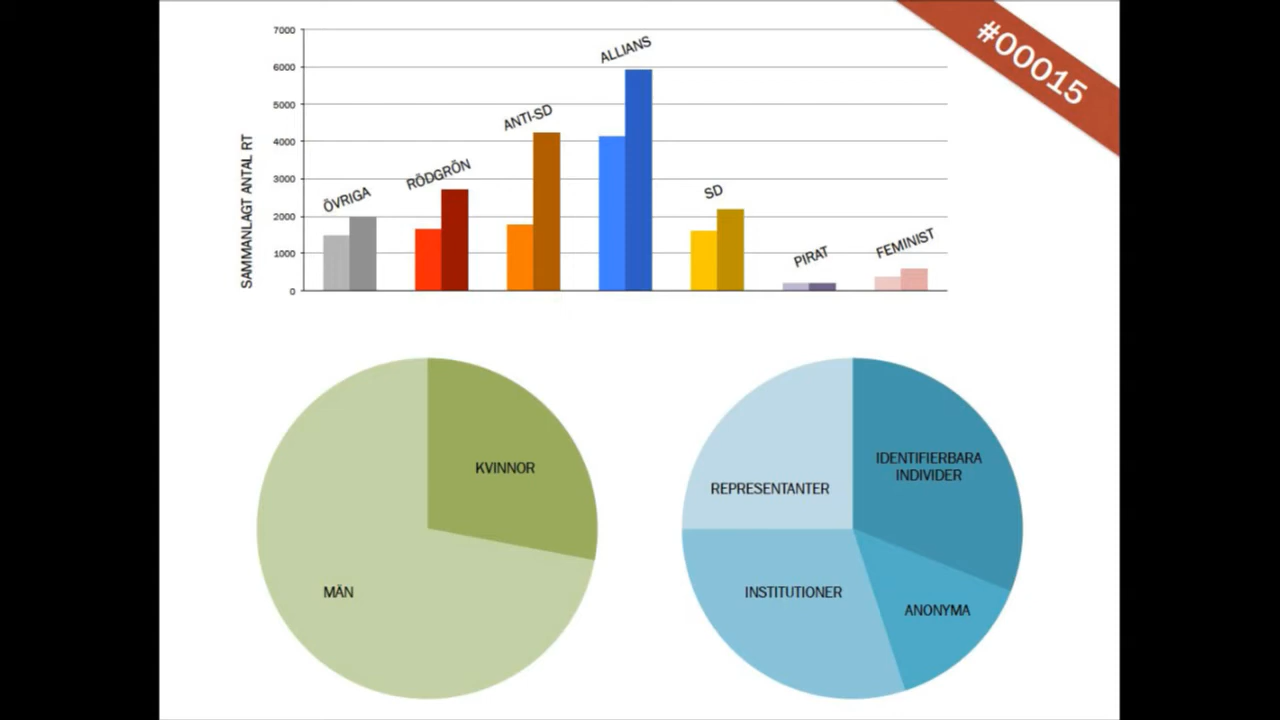 #00015
SAMMANLAGT ANTAL RT
7000
6000
5000
4000
3000
2000
1000
0
ÖVRIGA
RÖDGRÖN
ANTI-SD
ALLIANS
SD
PIRAT
FEMINIST
KVINNOR
MÄN
IDENTIFIERBARA
INDIVIDER
REPRESENTANTER
INSTITUTIONER
ANONYMA